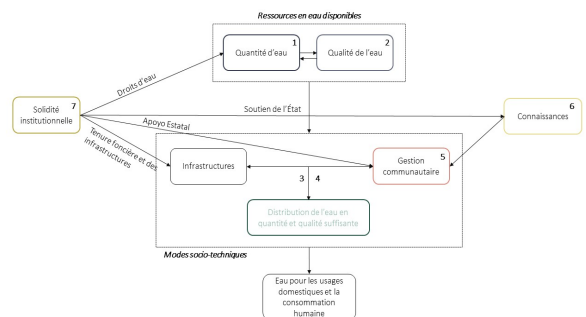 Ressources en eau disponibles
1
Quantité d'eau
2
Qualité de l'eau
Droits d'eau
7
Solidité
institutionnelle
Soutien de l'État
6
Connaissances
Apoyo Estatal
Tenure foncière et des
infrastructures
Infrastructures
5
Gestion
communautaire
3 4
Distribution de l'eau en
quantité et qualité suffisante
Modes socio-techniques
Eau pour les usages
domestiques et la
consommation
humaine